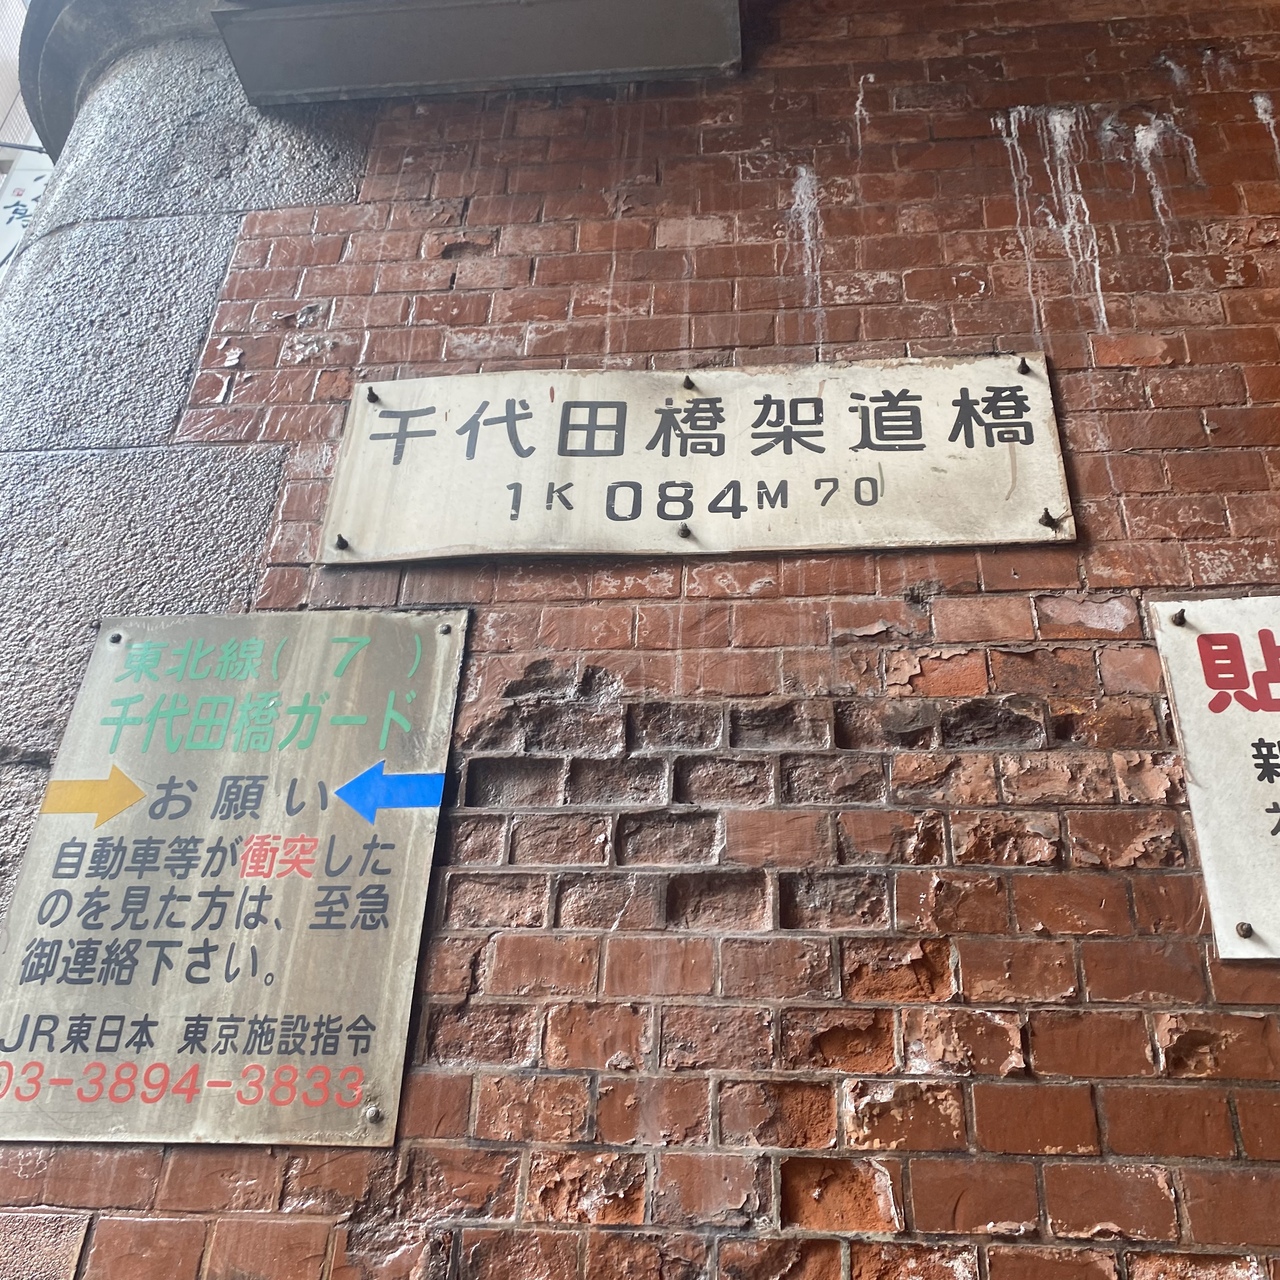 千代田橋架道橋
1K084M70
東北線(7)
千代田橋ガード
お願い
自動車等が衝突した
のを見た方は、至急
御連絡下さい。
JR東日本 東京施設指令
03-3894-3833
貼
新